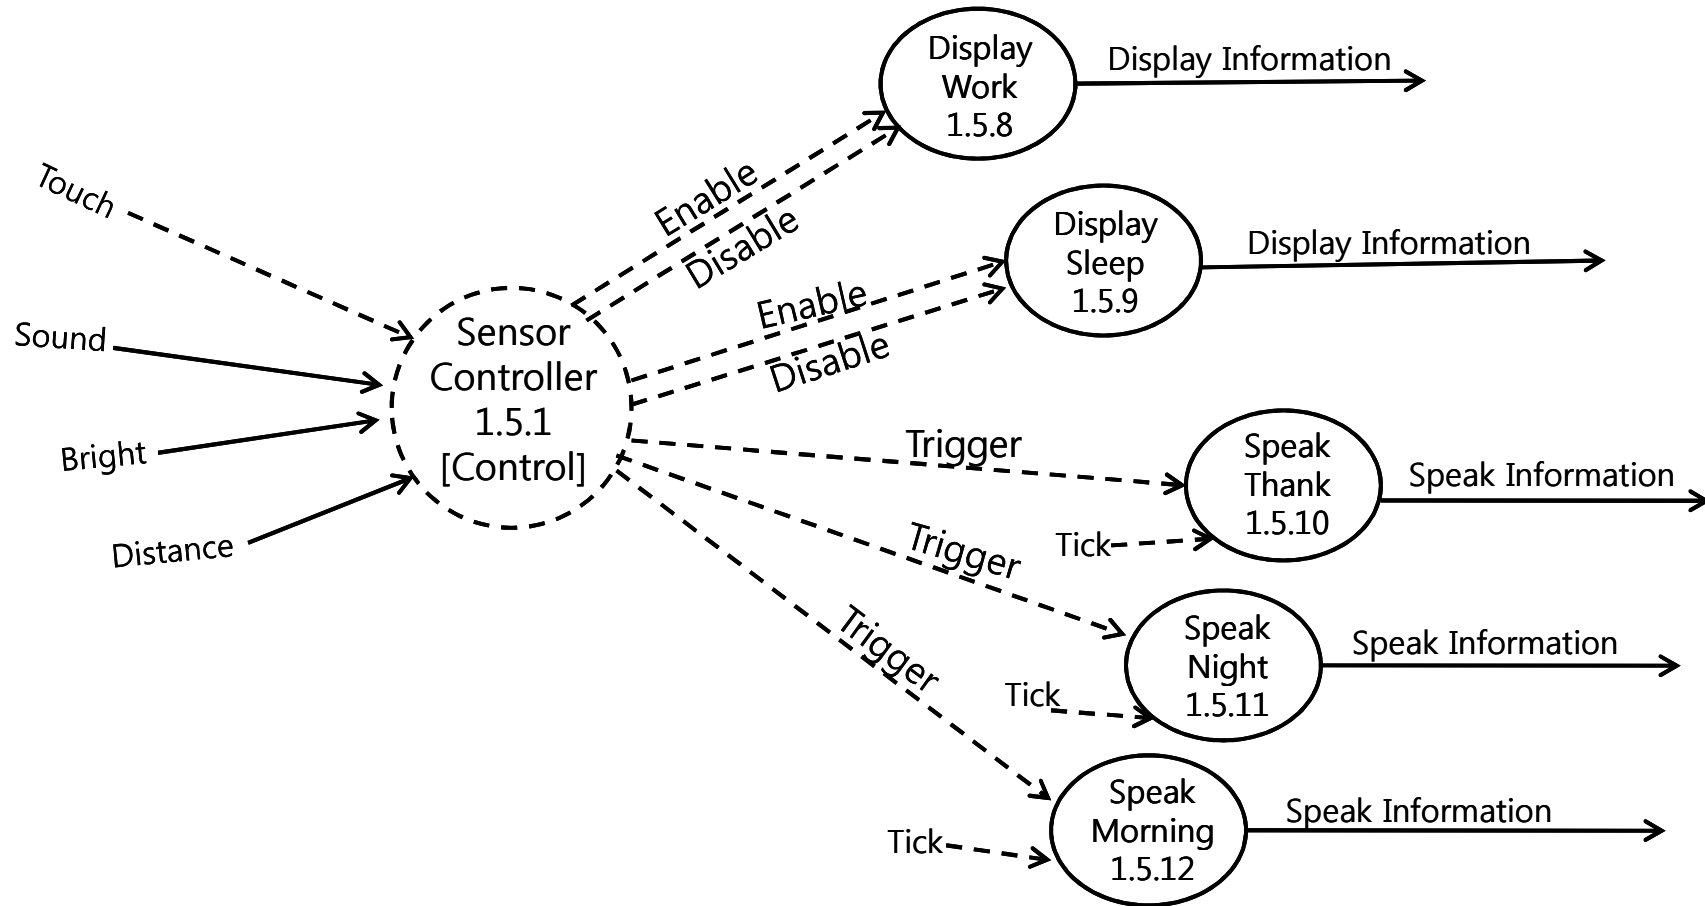 Display
Work
1.5.8
Display Information
Touch
Enable
Disable
Display
Sleep
1.5.9
Display Information
Sound
Enable
Disable
Sensor
Controller
1.5.1
[Control]
Bright
Distance
Trigger
Speak
Thank
1.5.10
Speak Information
Tick
Trigger
Speak
Night
1.5.11
Speak Information
Tick
Trigger
Speak
Morning
1.5.12
Speak Information
Tick